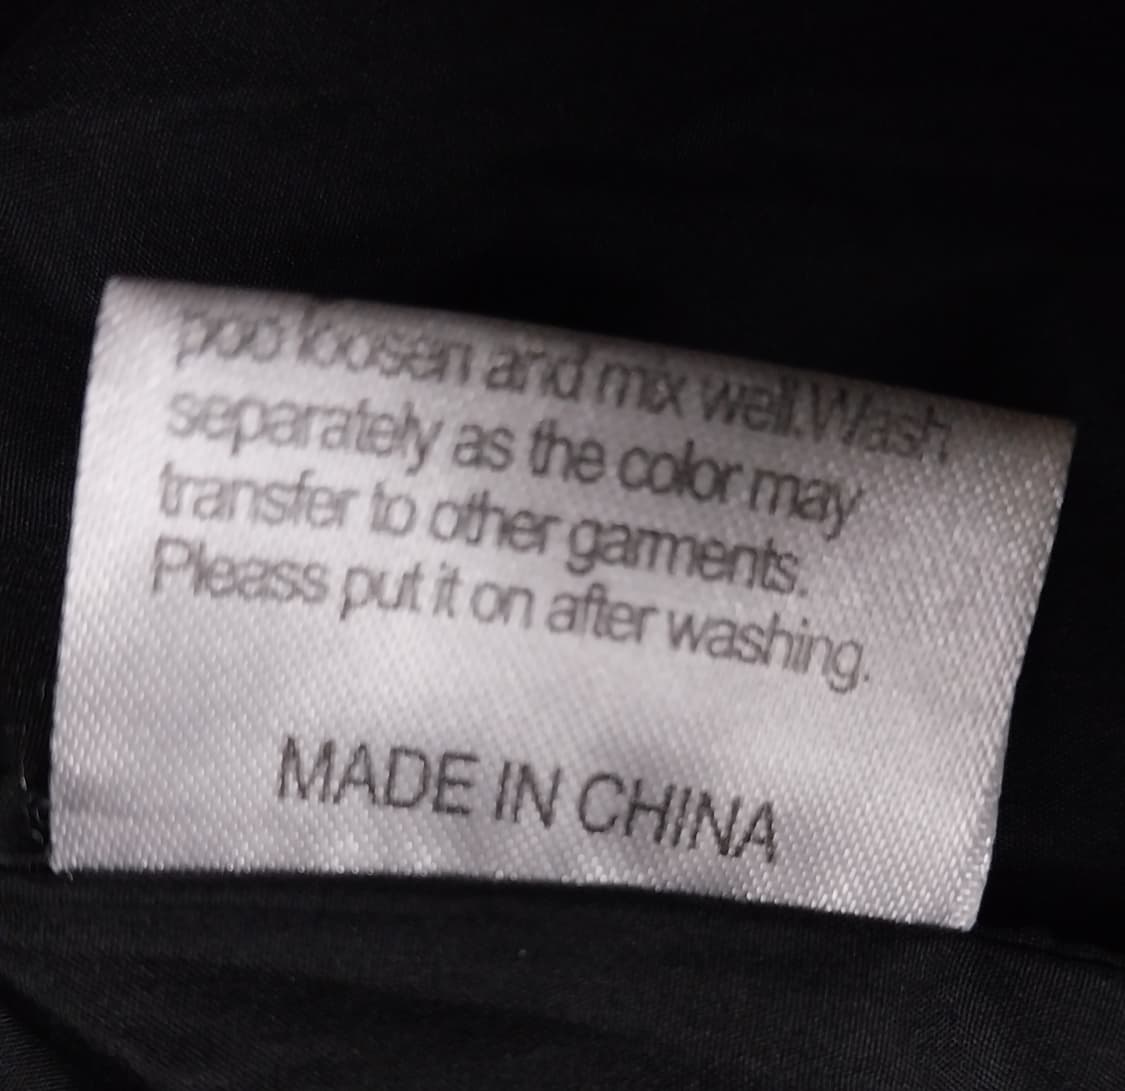 poo loosen and mix well.Wash
separately as the color may
transfer to other garments.
Pleass put it on after washing.
MADE IN CHINA